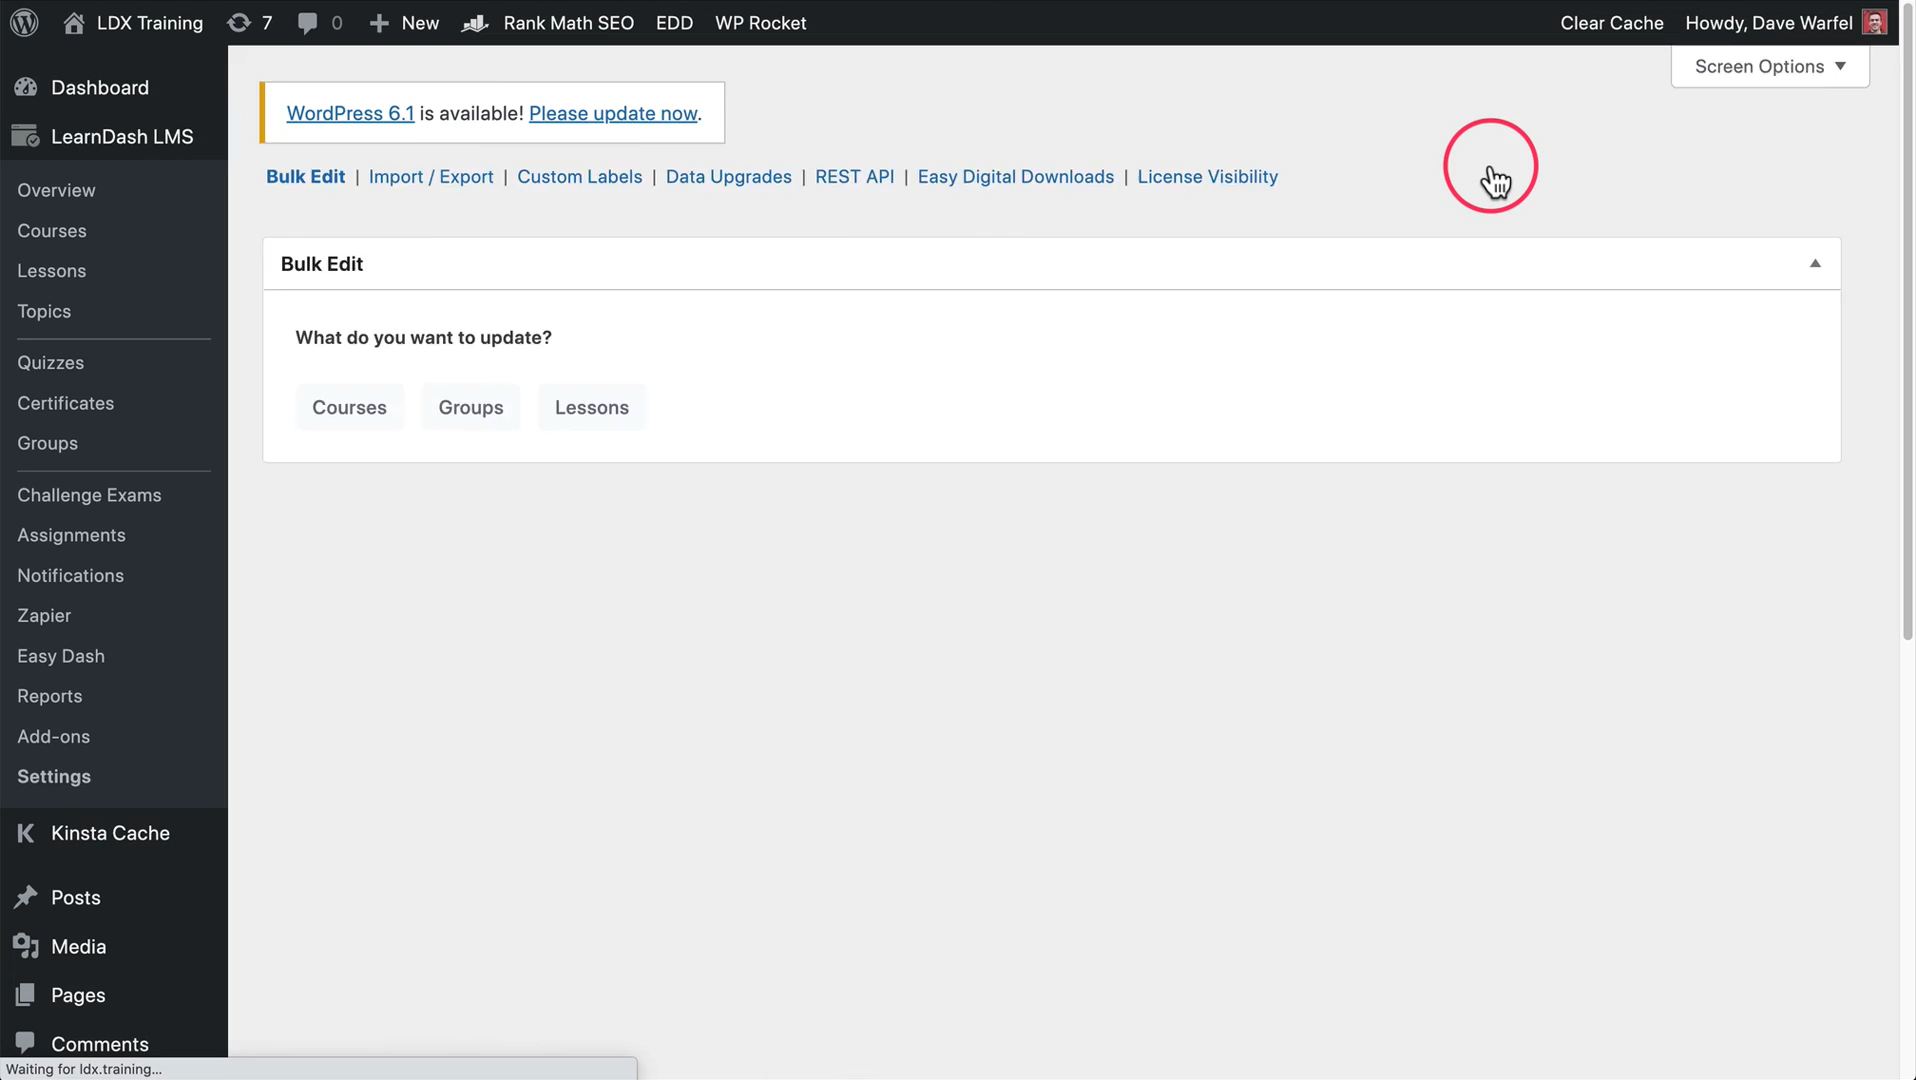 LDX Training 7 0 New Rank Math SEO EDD WP Rocket Clear Cache Howdy, Dave Warfel
Screen Options
Dashboard
LearnDash LMS
Overview
Courses
Lessons
Topics
Quizzes
Certificates
Groups
Challenge Exams
Assignments
Notifications
Zapier
Easy Dash
Reports
Add-ons
Settings
Kinsta Cache
Posts
Media
Pages
Comments
WordPress 6.1 is available! Please update now.
Bulk Edit | Import / Export | Custom Labels | Data Upgrades | REST API | Easy Digital Downloads | License Visibility
Bulk Edit
What do you want to update?
Courses Groups Lessons
Waiting for ldx.training...